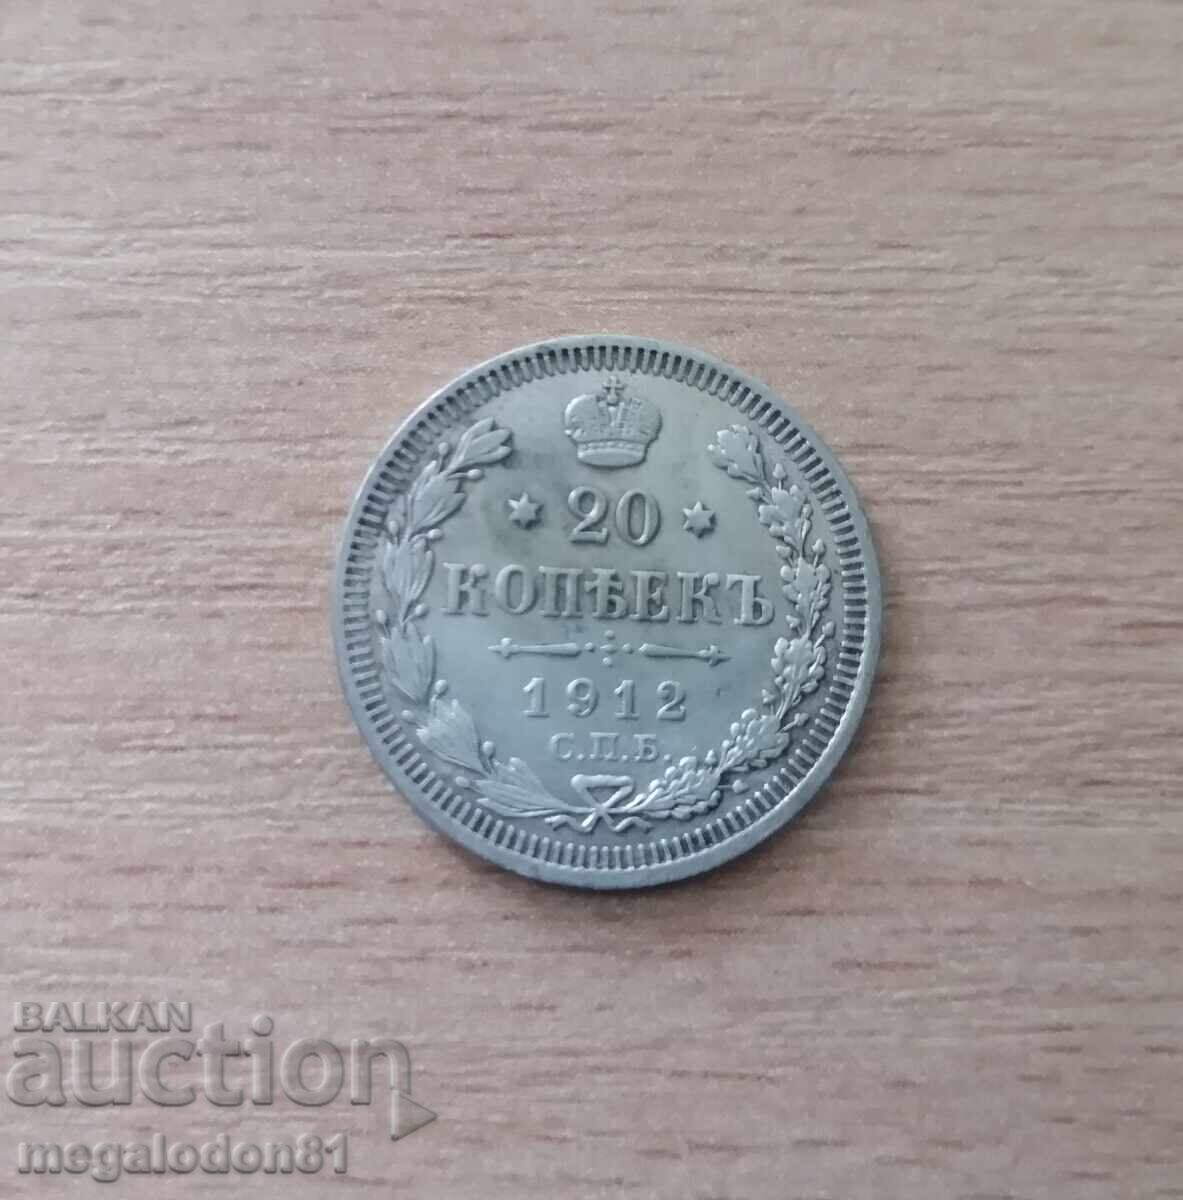 20
КОПѢЕКЪ
1912
С.П.Б.
BALKAN
auction
megalodon81